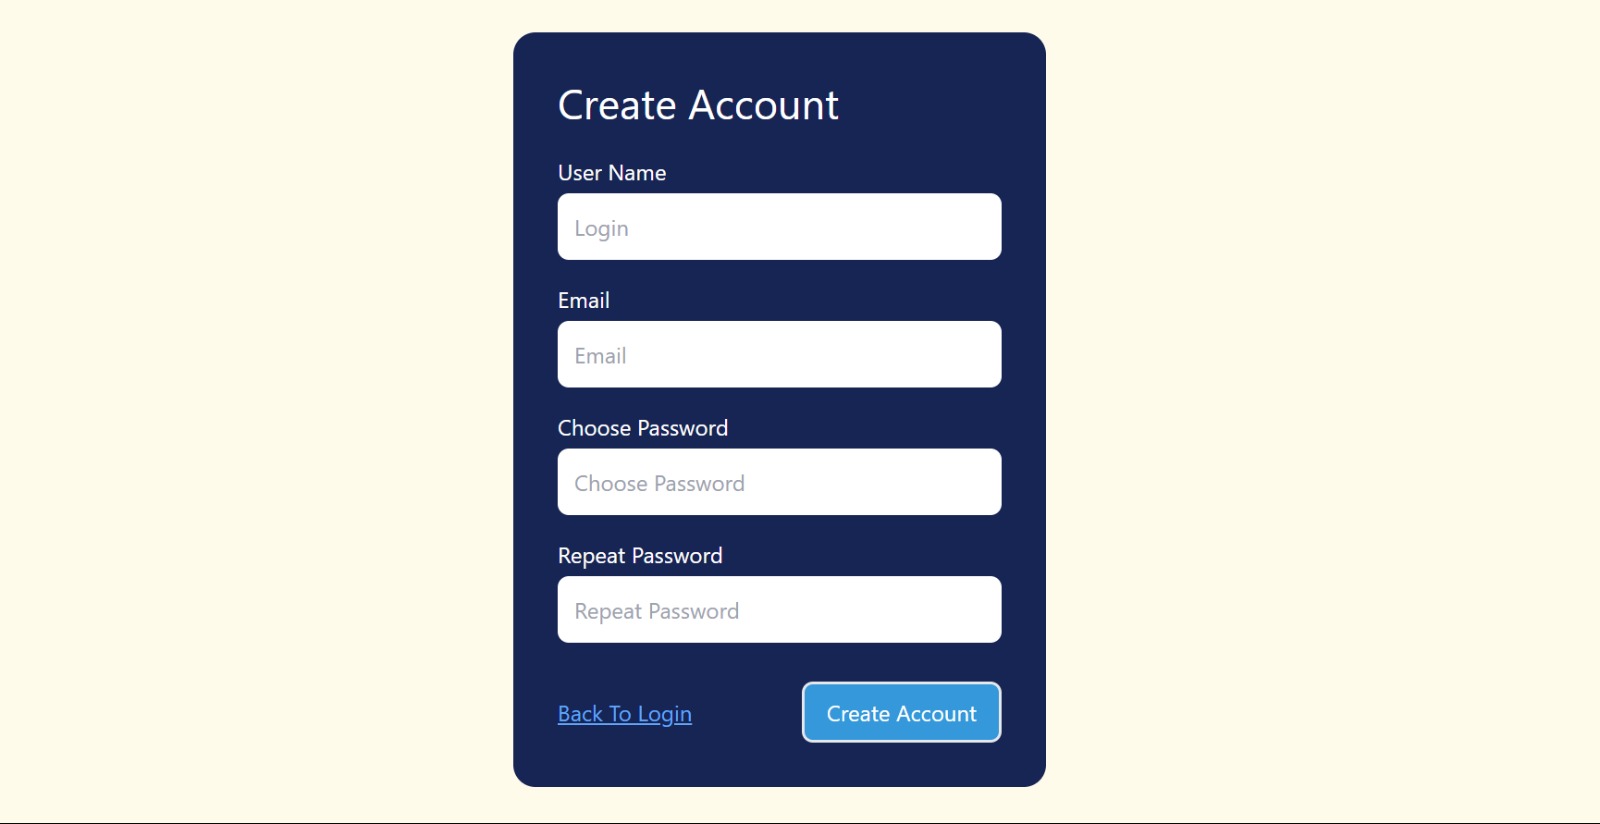 Create Account
User Name
Login
Email
Email
Choose Password
Choose Password
Repeat Password
Repeat Password
Back To Login
Create Account